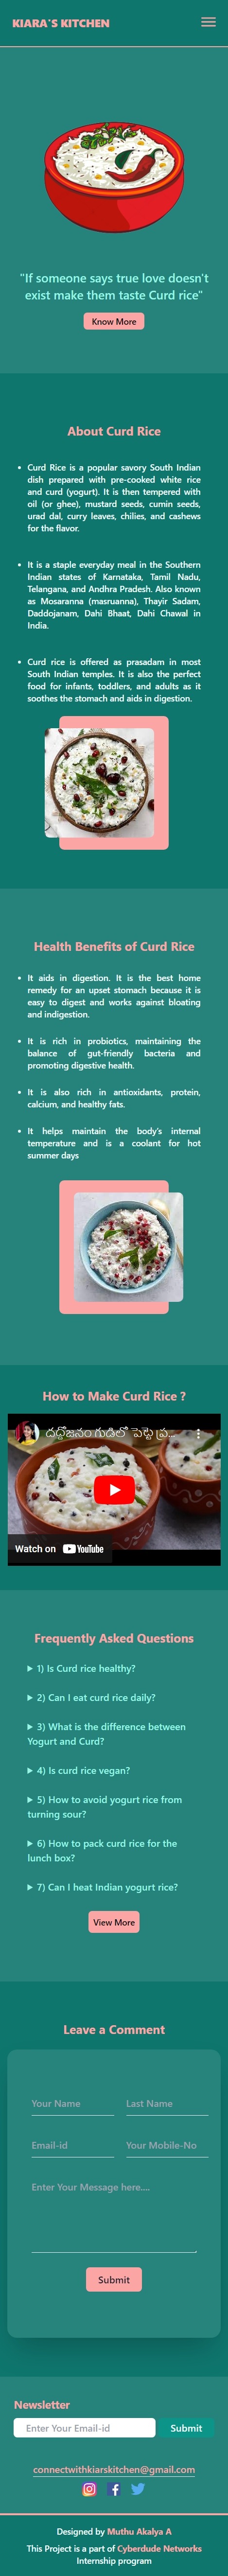 KIARA'S KITCHEN
"If someone says true love doesn't
exist make them taste Curd rice"
Know More
About Curd Rice
• Curd Rice is a popular savory South Indian
dish prepared with pre-cooked white rice
and curd (yogurt). It is then tempered with
oil (or ghee), mustard seeds, cumin seeds,
urad dal, curry leaves, chilies, and cashews
for the flavor.
• It is a staple everyday meal in the Southern
Indian states of Karnataka, Tamil Nadu,
Telangana, and Andhra Pradesh. Also known
as Mosaranna (masruanna), Thayir Sadam,
Daddojanam, Dahi Bhaat, Dahi Chawal in
India.
• Curd rice is offered as prasadam in most
South Indian temples. It is also the perfect
food for infants, toddlers, and adults as it
soothes the stomach and aids in digestion.
Health Benefits of Curd Rice
• It aids in digestion. It is the best home
remedy for an upset stomach because it is
easy to digest and works against bloating
and indigestion.
• It is rich in probiotics, maintaining the
balance of gut-friendly bacteria and
promoting digestive health.
• It is also rich in antioxidants, protein,
calcium, and healthy fats.
• It helps maintain the body's internal
temperature and is a coolant for hot
summer days
How to Make Curd Rice ?
దద్దోజనం గుడిలో పెట్టె ప్ర...
Watch on YouTube
Frequently Asked Questions
▶ 1) Is Curd rice healthy?
▶ 2) Can I eat curd rice daily?
▶ 3) What is the difference between
Yogurt and Curd?
▶ 4) Is curd rice vegan?
▶ 5) How to avoid yogurt rice from
turning sour?
▶ 6) How to pack curd rice for the
lunch box?
▶ 7) Can I heat Indian yogurt rice?
View More
Leave a Comment
Your Name Last Name
Email-id Your Mobile-No
Enter Your Message here....
Submit
Newsletter
Enter Your Email-id Submit
connectwithkiarskitchen@gmail.com
Designed by Muthu Akalya A
This Project is a part of Cyberdude Networks
Internship program